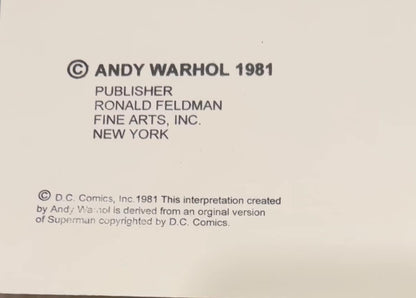 © ANDY WARHOL 1981
PUBLISHER
RONALD FELDMAN
FINE ARTS, INC.
NEW YORK
© D.C. Comics, Inc.1981 This interpretation created
by Andy Warhol is derived from an orginal version
of Superman copyrighted by D.C. Comics.